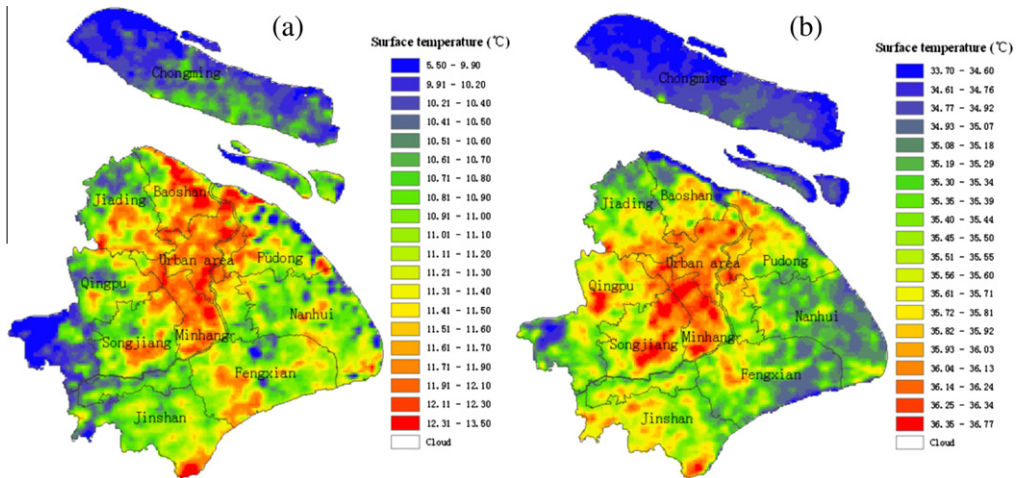 (a)
Surface temperature (℃)
5.50 - 9.90
9.91 - 10.20
10.21 - 10.40
10.41 - 10.50
10.51 - 10.60
10.61 - 10.70
10.71 - 10.80
10.81 - 10.90
10.91 - 11.00
11.01 - 11.10
11.11 - 11.20
11.21 - 11.30
11.31 - 11.40
11.41 - 11.50
11.51 - 11.60
11.61 - 11.70
11.71 - 11.90
11.91 - 12.10
12.11 - 12.30
12.31 - 13.50
Cloud
Chongming
Baoshan
Jiading
Urban area
Pudong
Qingpu
Nanhui
Minhang
Songjiang
Fengxian
Jinshan
(b)
Surface temperature (℃)
33.70 - 34.60
34.61 - 34.76
34.77 - 34.92
34.93 - 35.07
35.08 - 35.18
35.19 - 35.29
35.30 - 35.34
35.35 - 35.39
35.40 - 35.44
35.45 - 35.50
35.51 - 35.55
35.56 - 35.60
35.61 - 35.71
35.72 - 35.81
35.82 - 35.92
35.93 - 36.03
36.04 - 36.13
36.14 - 36.24
36.25 - 36.34
36.35 - 36.77
Cloud
Chongming
Baoshan
Jiading
Urban area
Pudong
Qingpu
Nanhui
Minhang
Songjiang
Fengxian
Jinshan